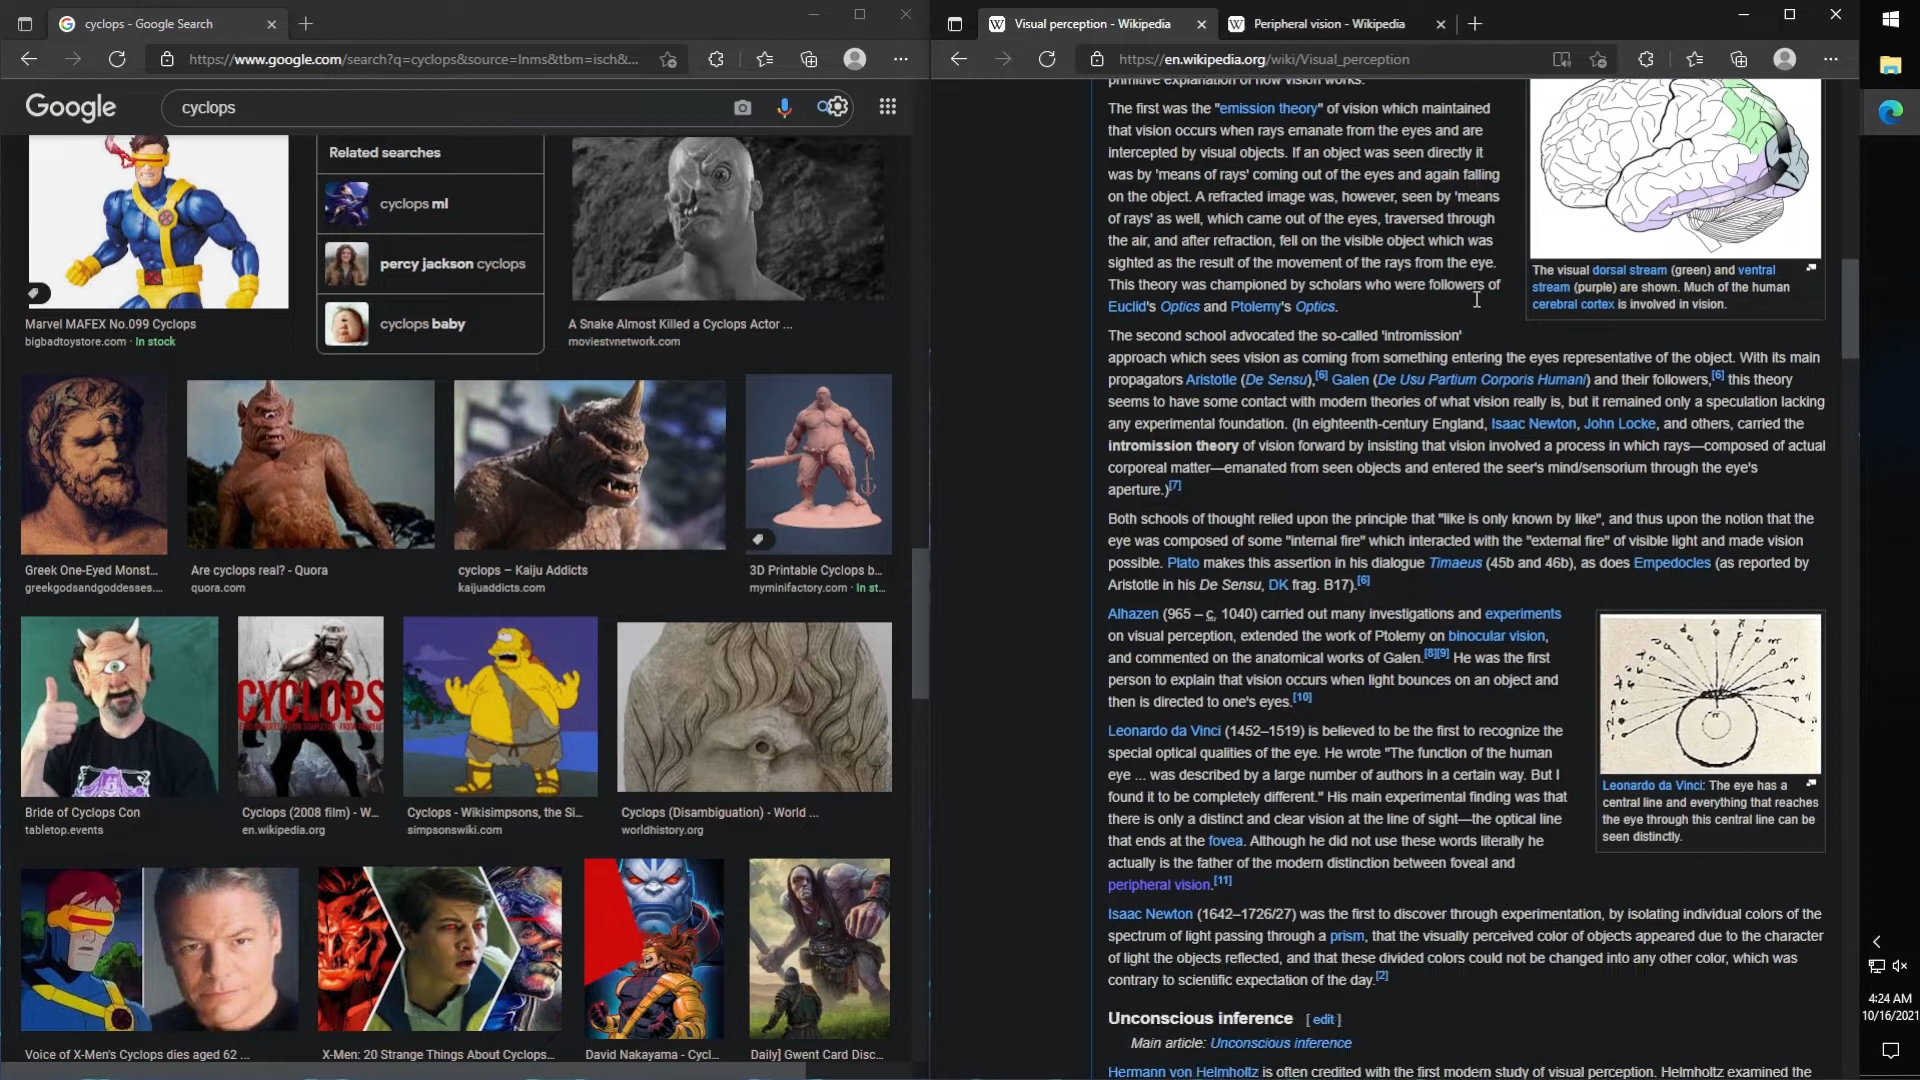 cyclops - Google Search
https://www.google.com/search?q=cyclops&source=lnms&tbm=isch&...
Google
cyclops
Related searches
cyclops ml
percy jackson cyclops
cyclops baby
Marvel MAFEX No.099 Cyclops
bigbadtoystore.com · In stock
A Snake Almost Killed a Cyclops Actor ...
moviestvnetwork.com
Greek One-Eyed Monst...
greekgodsandgoddesses....
Are cyclops real? - Quora
quora.com
cyclops – Kaiju Addicts
kaijuaddicts.com
3D Printable Cyclops b...
myminifactory.com · In st...
CYCLOPS
Bride of Cyclops Con
tabletop.events
Cyclops (2008 film) - W...
en.wikipedia.org
Cyclops - Wikisimpsons, the Si...
simpsonswiki.com
Cyclops (Disambiguation) - World ...
worldhistory.org
Voice of X-Men's Cyclops dies aged 62 ...
X-Men: 20 Strange Things About Cyclops...
David Nakayama - Cycl...
Daily] Gwent Card Disc...
Visual perception - Wikipedia
Peripheral vision - Wikipedia
https://en.wikipedia.org/wiki/Visual_perception
primitive explanation of how vision works.
The first was the "emission theory" of vision which maintained
that vision occurs when rays emanate from the eyes and are
intercepted by visual objects. If an object was seen directly it
was by 'means of rays' coming out of the eyes and again falling
on the object. A refracted image was, however, seen by 'means
of rays' as well, which came out of the eyes, traversed through
the air, and after refraction, fell on the visible object which was
sighted as the result of the movement of the rays from the eye.
This theory was championed by scholars who were followers of
Euclid's Optics and Ptolemy's Optics.
The visual dorsal stream (green) and ventral
stream (purple) are shown. Much of the human
cerebral cortex is involved in vision.
The second school advocated the so-called 'intromission'
approach which sees vision as coming from something entering the eyes representative of the object. With its main
propagators Aristotle (De Sensu),[6] Galen (De Usu Partium Corporis Humani) and their followers,[6] this theory
seems to have some contact with modern theories of what vision really is, but it remained only a speculation lacking
any experimental foundation. (In eighteenth-century England, Isaac Newton, John Locke, and others, carried the
intromission theory of vision forward by insisting that vision involved a process in which rays—composed of actual
corporeal matter—emanated from seen objects and entered the seer's mind/sensorium through the eye's
aperture.)[7]
Both schools of thought relied upon the principle that "like is only known by like", and thus upon the notion that the
eye was composed of some "internal fire" which interacted with the "external fire" of visible light and made vision
possible. Plato makes this assertion in his dialogue Timaeus (45b and 46b), as does Empedocles (as reported by
Aristotle in his De Sensu, DK frag. B17).[6]
Alhazen (965 – c. 1040) carried out many investigations and experiments
on visual perception, extended the work of Ptolemy on binocular vision,
and commented on the anatomical works of Galen.[8][9] He was the first
person to explain that vision occurs when light bounces on an object and
then is directed to one's eyes.[10]
Leonardo da Vinci (1452–1519) is believed to be the first to recognize the
special optical qualities of the eye. He wrote "The function of the human
eye ... was described by a large number of authors in a certain way. But I
found it to be completely different." His main experimental finding was that
there is only a distinct and clear vision at the line of sight—the optical line
that ends at the fovea. Although he did not use these words literally he
actually is the father of the modern distinction between foveal and
peripheral vision.[11]
Leonardo da Vinci: The eye has a
central line and everything that reaches
the eye through this central line can be
seen distinctly.
Isaac Newton (1642–1726/27) was the first to discover through experimentation, by isolating individual colors of the
spectrum of light passing through a prism, that the visually perceived color of objects appeared due to the character
of light the objects reflected, and that these divided colors could not be changed into any other color, which was
contrary to scientific expectation of the day.[2]
Unconscious inference [ edit ]
Main article: Unconscious inference
Hermann von Helmholtz is often credited with the first modern study of visual perception. Helmholtz examined the
4:24 AM
10/16/2021